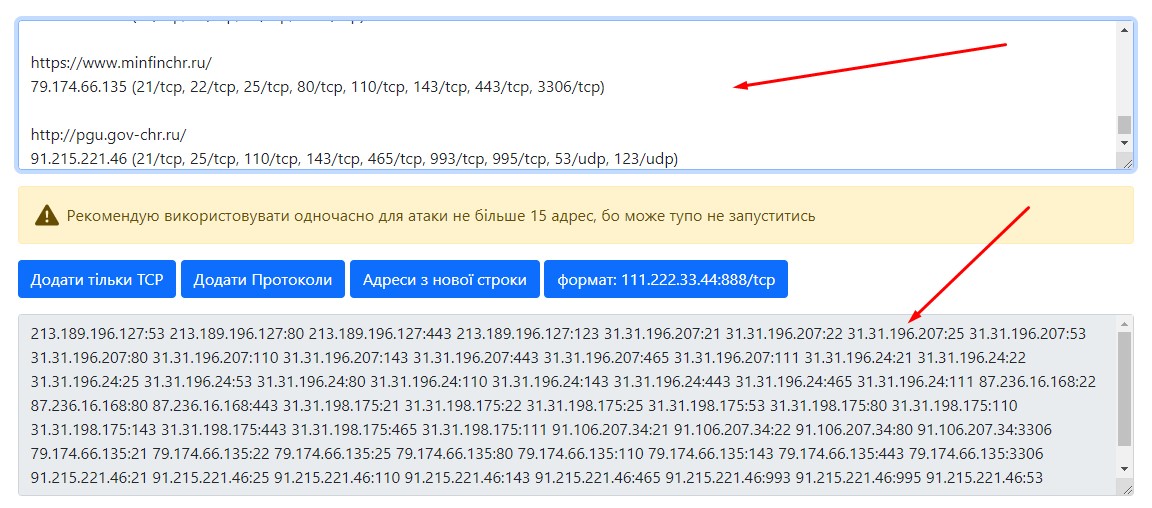 https://www.minfinchr.ru/
79.174.66.135 (21/tcp, 22/tcp, 25/tcp, 80/tcp, 110/tcp, 143/tcp, 443/tcp, 3306/tcp)
http://pgu.gov-chr.ru/
91.215.221.46 (21/tcp, 25/tcp, 110/tcp, 143/tcp, 465/tcp, 993/tcp, 995/tcp, 53/udp, 123/udp)
Рекомендую використовувати одночасно для атаки не більше 15 адрес, бо може тупо не запуститись
Додати тільки TCP Додати Протоколи Адреси з нової строки формат: 111.222.33.44:888/tcp
213.189.196.127:53 213.189.196.127:80 213.189.196.127:443 213.189.196.127:123 31.31.196.207:21 31.31.196.207:22 31.31.196.207:25 31.31.196.207:53
31.31.196.207:80 31.31.196.207:110 31.31.196.207:143 31.31.196.207:443 31.31.196.207:465 31.31.196.207:111 31.31.196.24:21 31.31.196.24:22
31.31.196.24:25 31.31.196.24:53 31.31.196.24:80 31.31.196.24:110 31.31.196.24:143 31.31.196.24:443 31.31.196.24:465 31.31.196.24:111 87.236.16.168:22
87.236.16.168:80 87.236.16.168:443 31.31.198.175:21 31.31.198.175:22 31.31.198.175:25 31.31.198.175:53 31.31.198.175:80 31.31.198.175:110
31.31.198.175:143 31.31.198.175:443 31.31.198.175:465 31.31.198.175:111 91.106.207.34:21 91.106.207.34:22 91.106.207.34:80 91.106.207.34:3306
79.174.66.135:21 79.174.66.135:22 79.174.66.135:25 79.174.66.135:80 79.174.66.135:110 79.174.66.135:143 79.174.66.135:443 79.174.66.135:3306
91.215.221.46:21 91.215.221.46:25 91.215.221.46:110 91.215.221.46:143 91.215.221.46:465 91.215.221.46:993 91.215.221.46:995 91.215.221.46:53